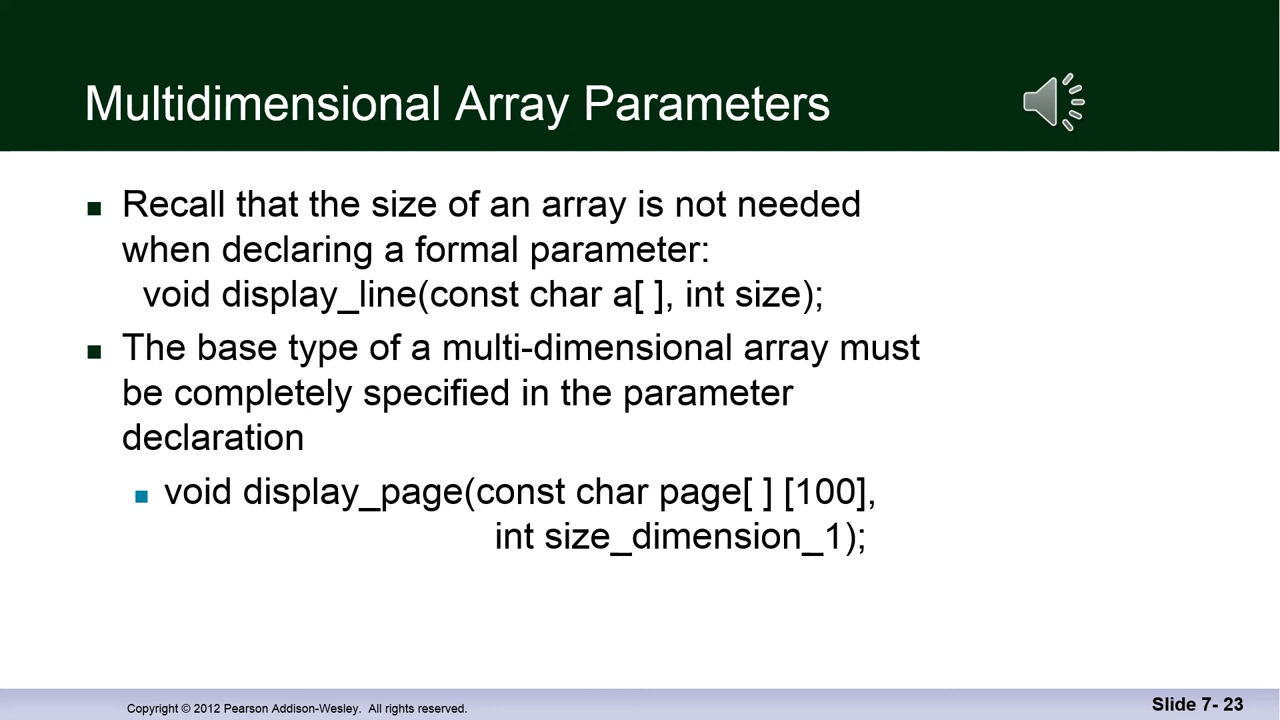 Multidimensional Array Parameters
Recall that the size of an array is not needed
when declaring a formal parameter:
void display_line(const char a[ ], int size);
The base type of a multi-dimensional array must
be completely specified in the parameter
declaration
void display_page(const char page[ ] [100],
int size_dimension_1);
Copyright © 2012 Pearson Addison-Wesley. All rights reserved.
Slide 7- 23